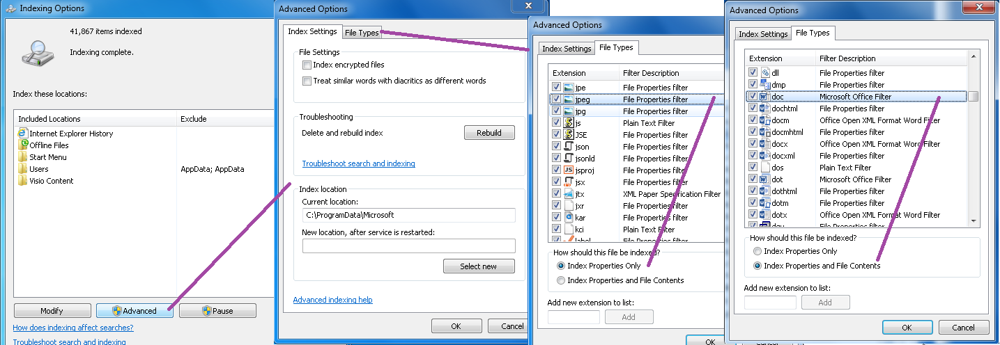 Indexing Options
41,867 items indexed
Indexing complete.
Index these locations:
Included Locations Exclude
Internet Explorer History
Offline Files
Start Menu
Users AppData; AppData
Visio Content
Modify Advanced Pause
How does indexing affect searches?
Troubleshoot search and indexing
Advanced Options
Index Settings File Types
File Settings
Index encrypted files
Treat similar words with diacritics as different words
Troubleshooting
Delete and rebuild index Rebuild
Troubleshoot search and indexing
Index location
Current location:
C:\ProgramData\Microsoft
New location, after service is restarted:
Select new
Advanced indexing help
OK Cancel
Advanced Options
Index Settings File Types
Extension Filter Description
jpe File Properties filter
jpeg File Properties filter
jpg File Properties filter
js Plain Text Filter
JSE File Properties filter
json File Properties filter
jsonld File Properties filter
jsproj File Properties filter
jsx File Properties filter
jtx XML Paper Specification Filter
jxr File Properties filter
kar File Properties filter
kci Plain Text Filter
label File Properties filter
How should this file be indexed?
Index Properties Only
Index Properties and File Contents
Add new extension to list:
Add
OK
Advanced Options
Index Settings File Types
Extension Filter Description
dll File Properties filter
dmp File Properties filter
doc Microsoft Office Filter
dochtml File Properties filter
docm Office Open XML Format Word Filter
docmhtml File Properties filter
docx Office Open XML Format Word Filter
docxml File Properties filter
dos Plain Text Filter
dot Microsoft Office Filter
dothtml File Properties filter
dotm File Properties filter
dotx Office Open XML Format Word Filter
File Properties filter
How should this file be indexed?
Index Properties Only
Index Properties and File Contents
Add new extension to list:
Add
OK Cancel